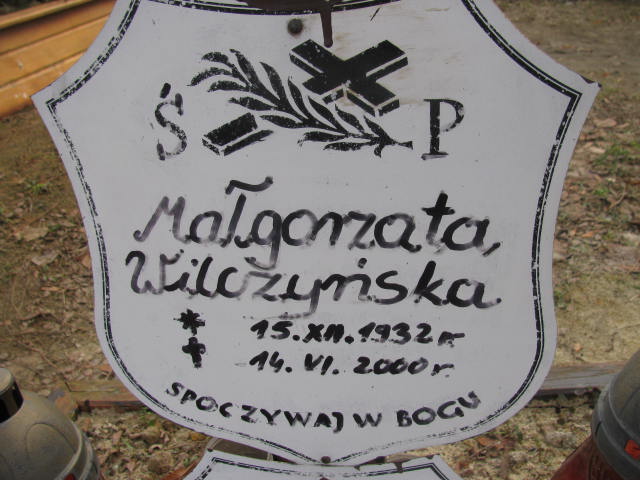 Ś P
Małgorzata,
Wilczyńska
* 15.XII.1932 r.
✝ 14.VI.2000 r.
SPOCZYWAJ W BOGU